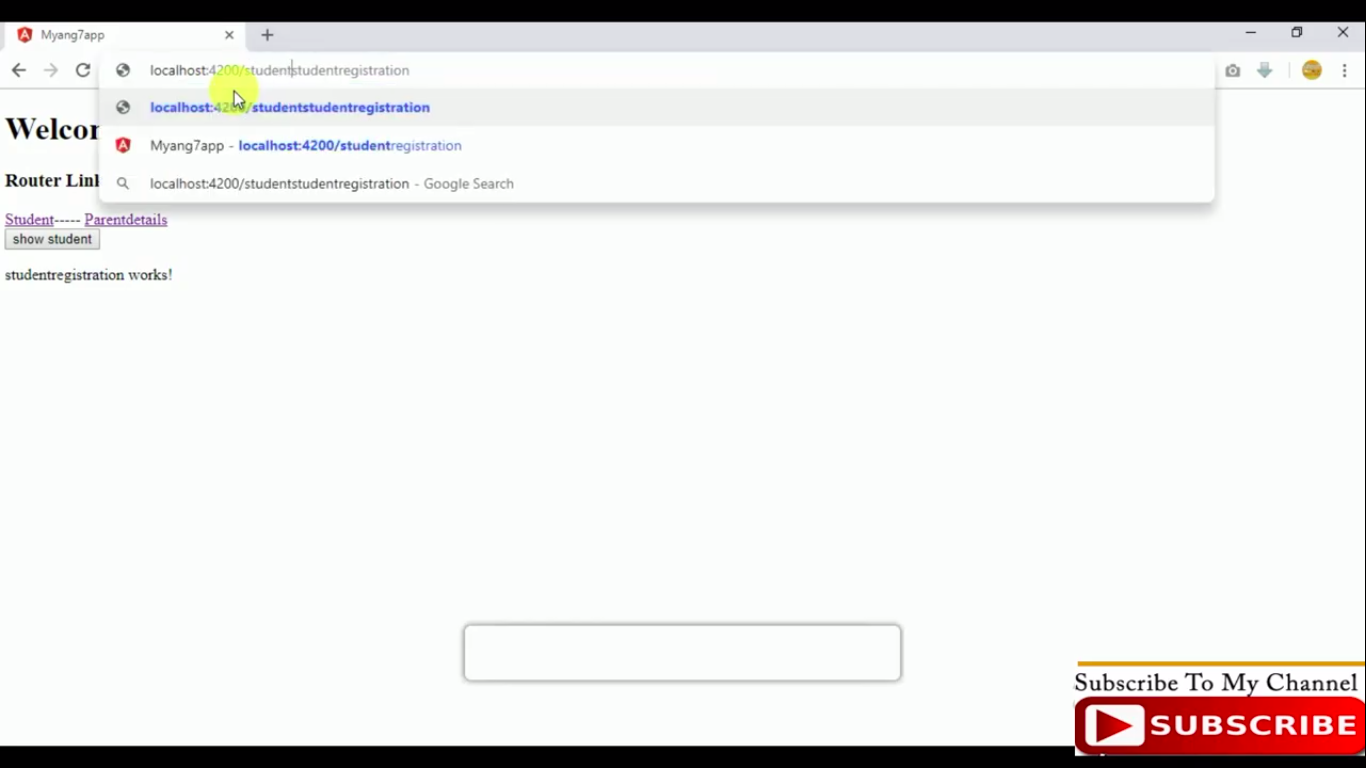 Myang7app
localhost:4200/studentstudentregistration
localhost:4200/studentstudentregistration
Myang7app - localhost:4200/studentregistration
localhost:4200/studentstudentregistration - Google Search
Welcom
Router Link
Student----- Parentdetails
show student
studentregistration works!
Subscribe To My Channel
SUBSCRIBE